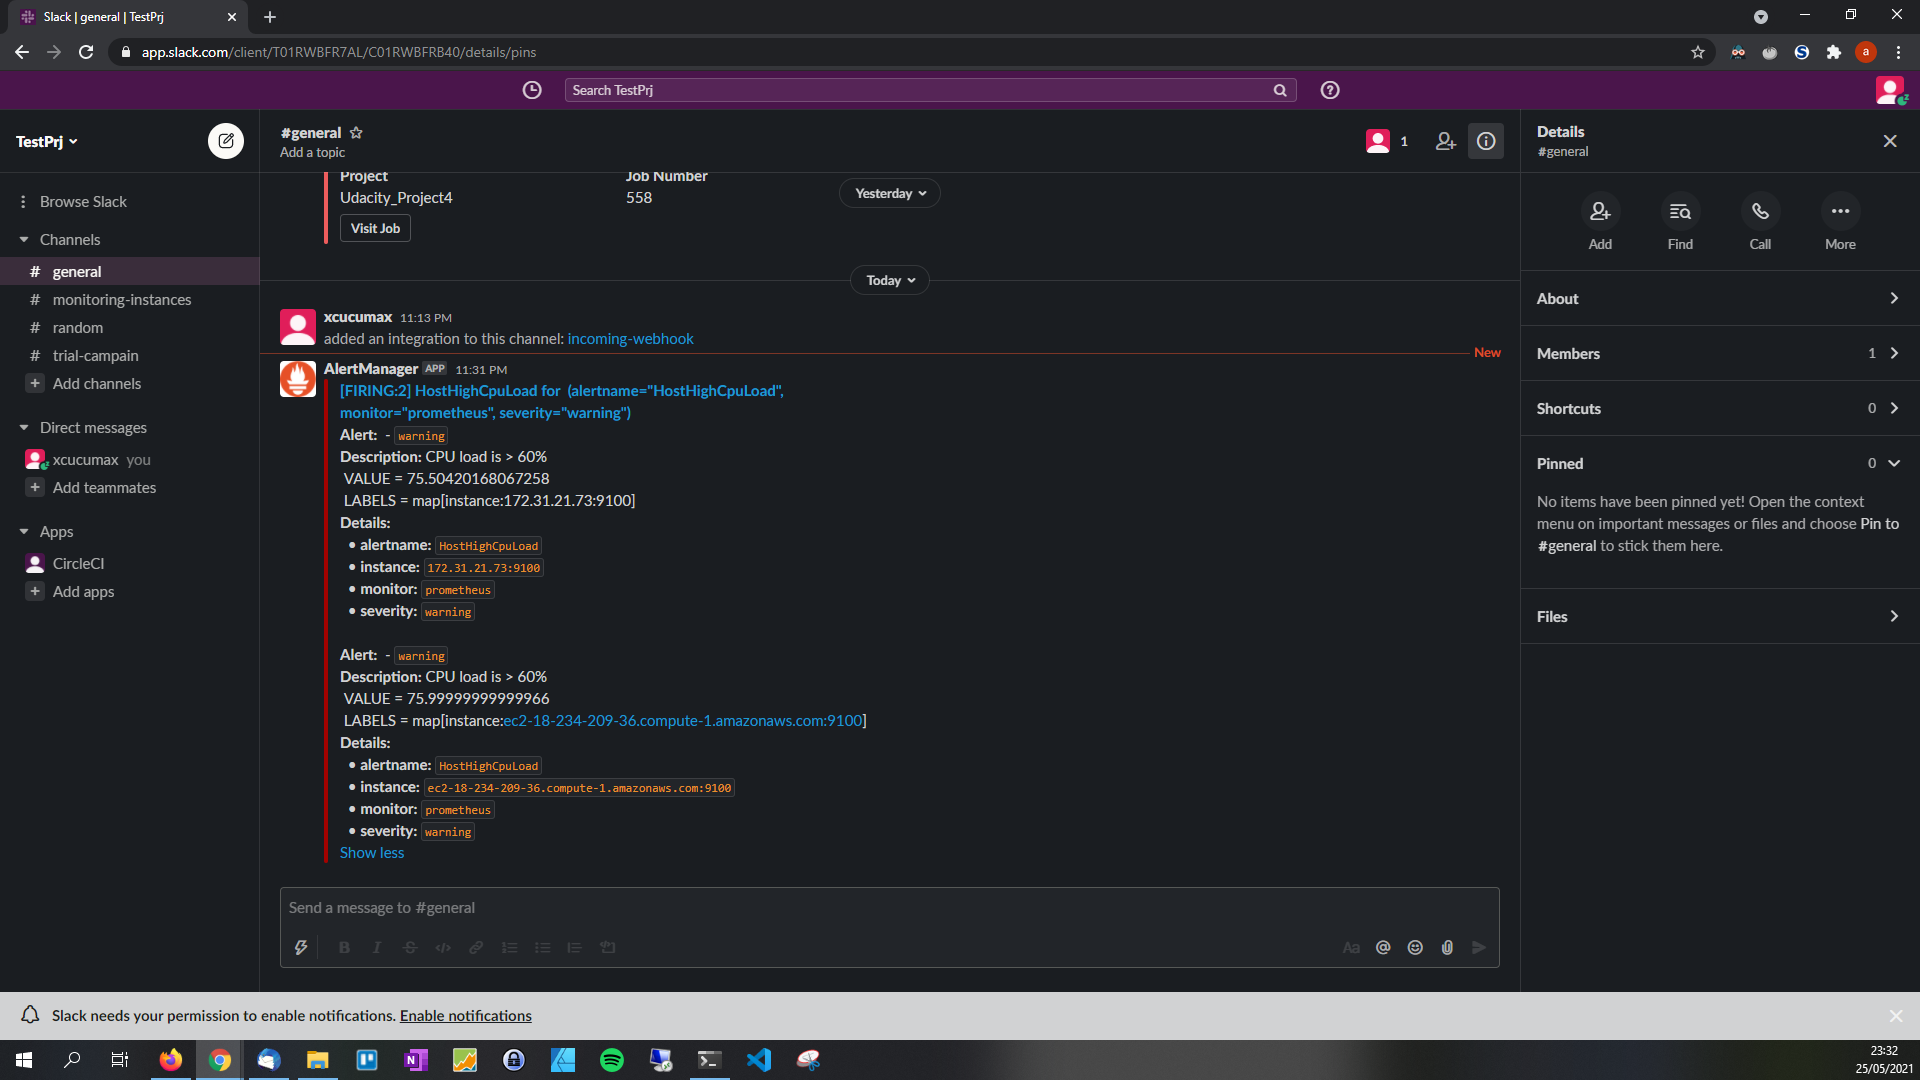 Slack | general | TestPrj
app.slack.com/client/T01RWBFR7AL/C01RWBFRB40/details/pins
a
Search TestPrj
TestPrj
Browse Slack
Channels
# general
# monitoring-instances
# random
# trial-campain
+ Add channels
Direct messages
xcucumax you
+ Add teammates
Apps
CircleCI
+ Add apps
#general
Add a topic
1
Project Job Number
Udacity_Project4 558
Yesterday
Visit Job
Today
xcucumax 11:13 PM
added an integration to this channel: incoming-webhook
New
AlertManager APP 11:31 PM
[FIRING:2] HostHighCpuLoad for (alertname="HostHighCpuLoad",
monitor="prometheus", severity="warning")
Alert: - warning
Description: CPU load is > 60%
VALUE = 75.50420168067258
LABELS = map[instance:172.31.21.73:9100]
Details:
• alertname: HostHighCpuLoad
• instance: 172.31.21.73:9100
• monitor: prometheus
• severity: warning
Alert: - warning
Description: CPU load is > 60%
VALUE = 75.99999999999966
LABELS = map[instance:ec2-18-234-209-36.compute-1.amazonaws.com:9100]
Details:
• alertname: HostHighCpuLoad
• instance: ec2-18-234-209-36.compute-1.amazonaws.com:9100
• monitor: prometheus
• severity: warning
Show less
Send a message to #general
B I S </> Aa @
Details
#general
Add Find Call More
About
Members 1
Shortcuts 0
Pinned 0
No items have been pinned yet! Open the context
menu on important messages or files and choose Pin to
#general to stick them here.
Files
Slack needs your permission to enable notifications. Enable notifications
23:32
25/05/2021